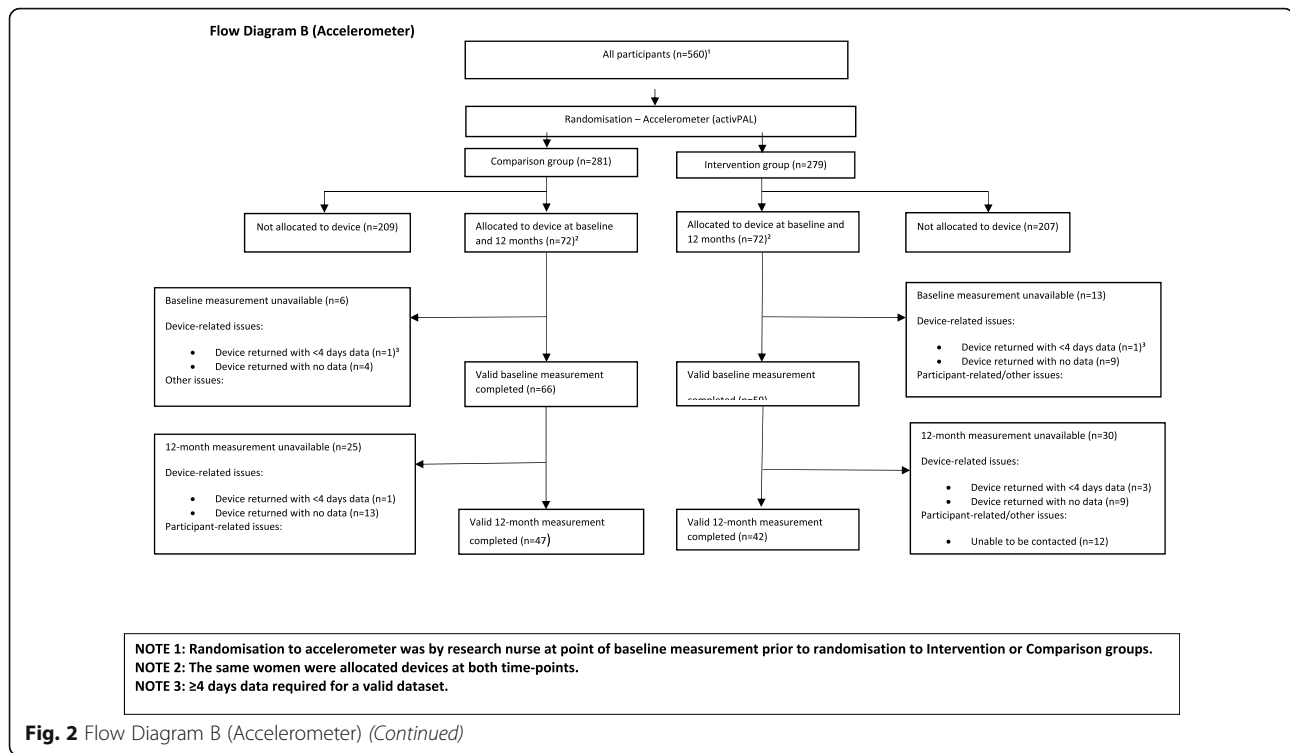 Flow Diagram B (Accelerometer)
All participants (n=560)¹
Randomisation – Accelerometer (activPAL)
Comparison group (n=281)
Intervention group (n=279)
Not allocated to device (n=209)
Allocated to device at baseline
and 12 months (n=72)²
Allocated to device at baseline and
12 months (n=72)²
Not allocated to device (n=207)
Baseline measurement unavailable (n=6)
Device-related issues:
• Device returned with <4 days data (n=1)³
• Device returned with no data (n=4)
Other issues:
Valid baseline measurement
completed (n=66)
Valid baseline measurement
completed (n=59)
Baseline measurement unavailable (n=13)
Device-related issues:
• Device returned with <4 days data (n=1)³
• Device returned with no data (n=9)
Participant-related/other issues:
12-month measurement unavailable (n=25)
Device-related issues:
• Device returned with <4 days data (n=1)
• Device returned with no data (n=13)
Participant-related issues:
Valid 12-month measurement
completed (n=47)
Valid 12-month measurement
completed (n=42)
12-month measurement unavailable (n=30)
Device-related issues:
• Device returned with <4 days data (n=3)
• Device returned with no data (n=9)
Participant-related/other issues:
• Unable to be contacted (n=12)
NOTE 1: Randomisation to accelerometer was by research nurse at point of baseline measurement prior to randomisation to Intervention or Comparison groups.
NOTE 2: The same women were allocated devices at both time-points.
NOTE 3: ≥4 days data required for a valid dataset.
Fig. 2 Flow Diagram B (Accelerometer) (Continued)